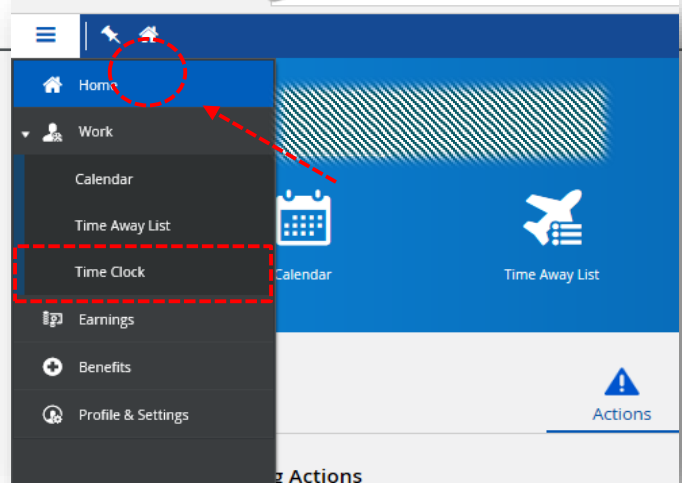 Home
Work
Calendar
Time Away List
Time Clock
Earnings
Benefits
Profile & Settings
Calendar
Time Away List
Actions
Actions